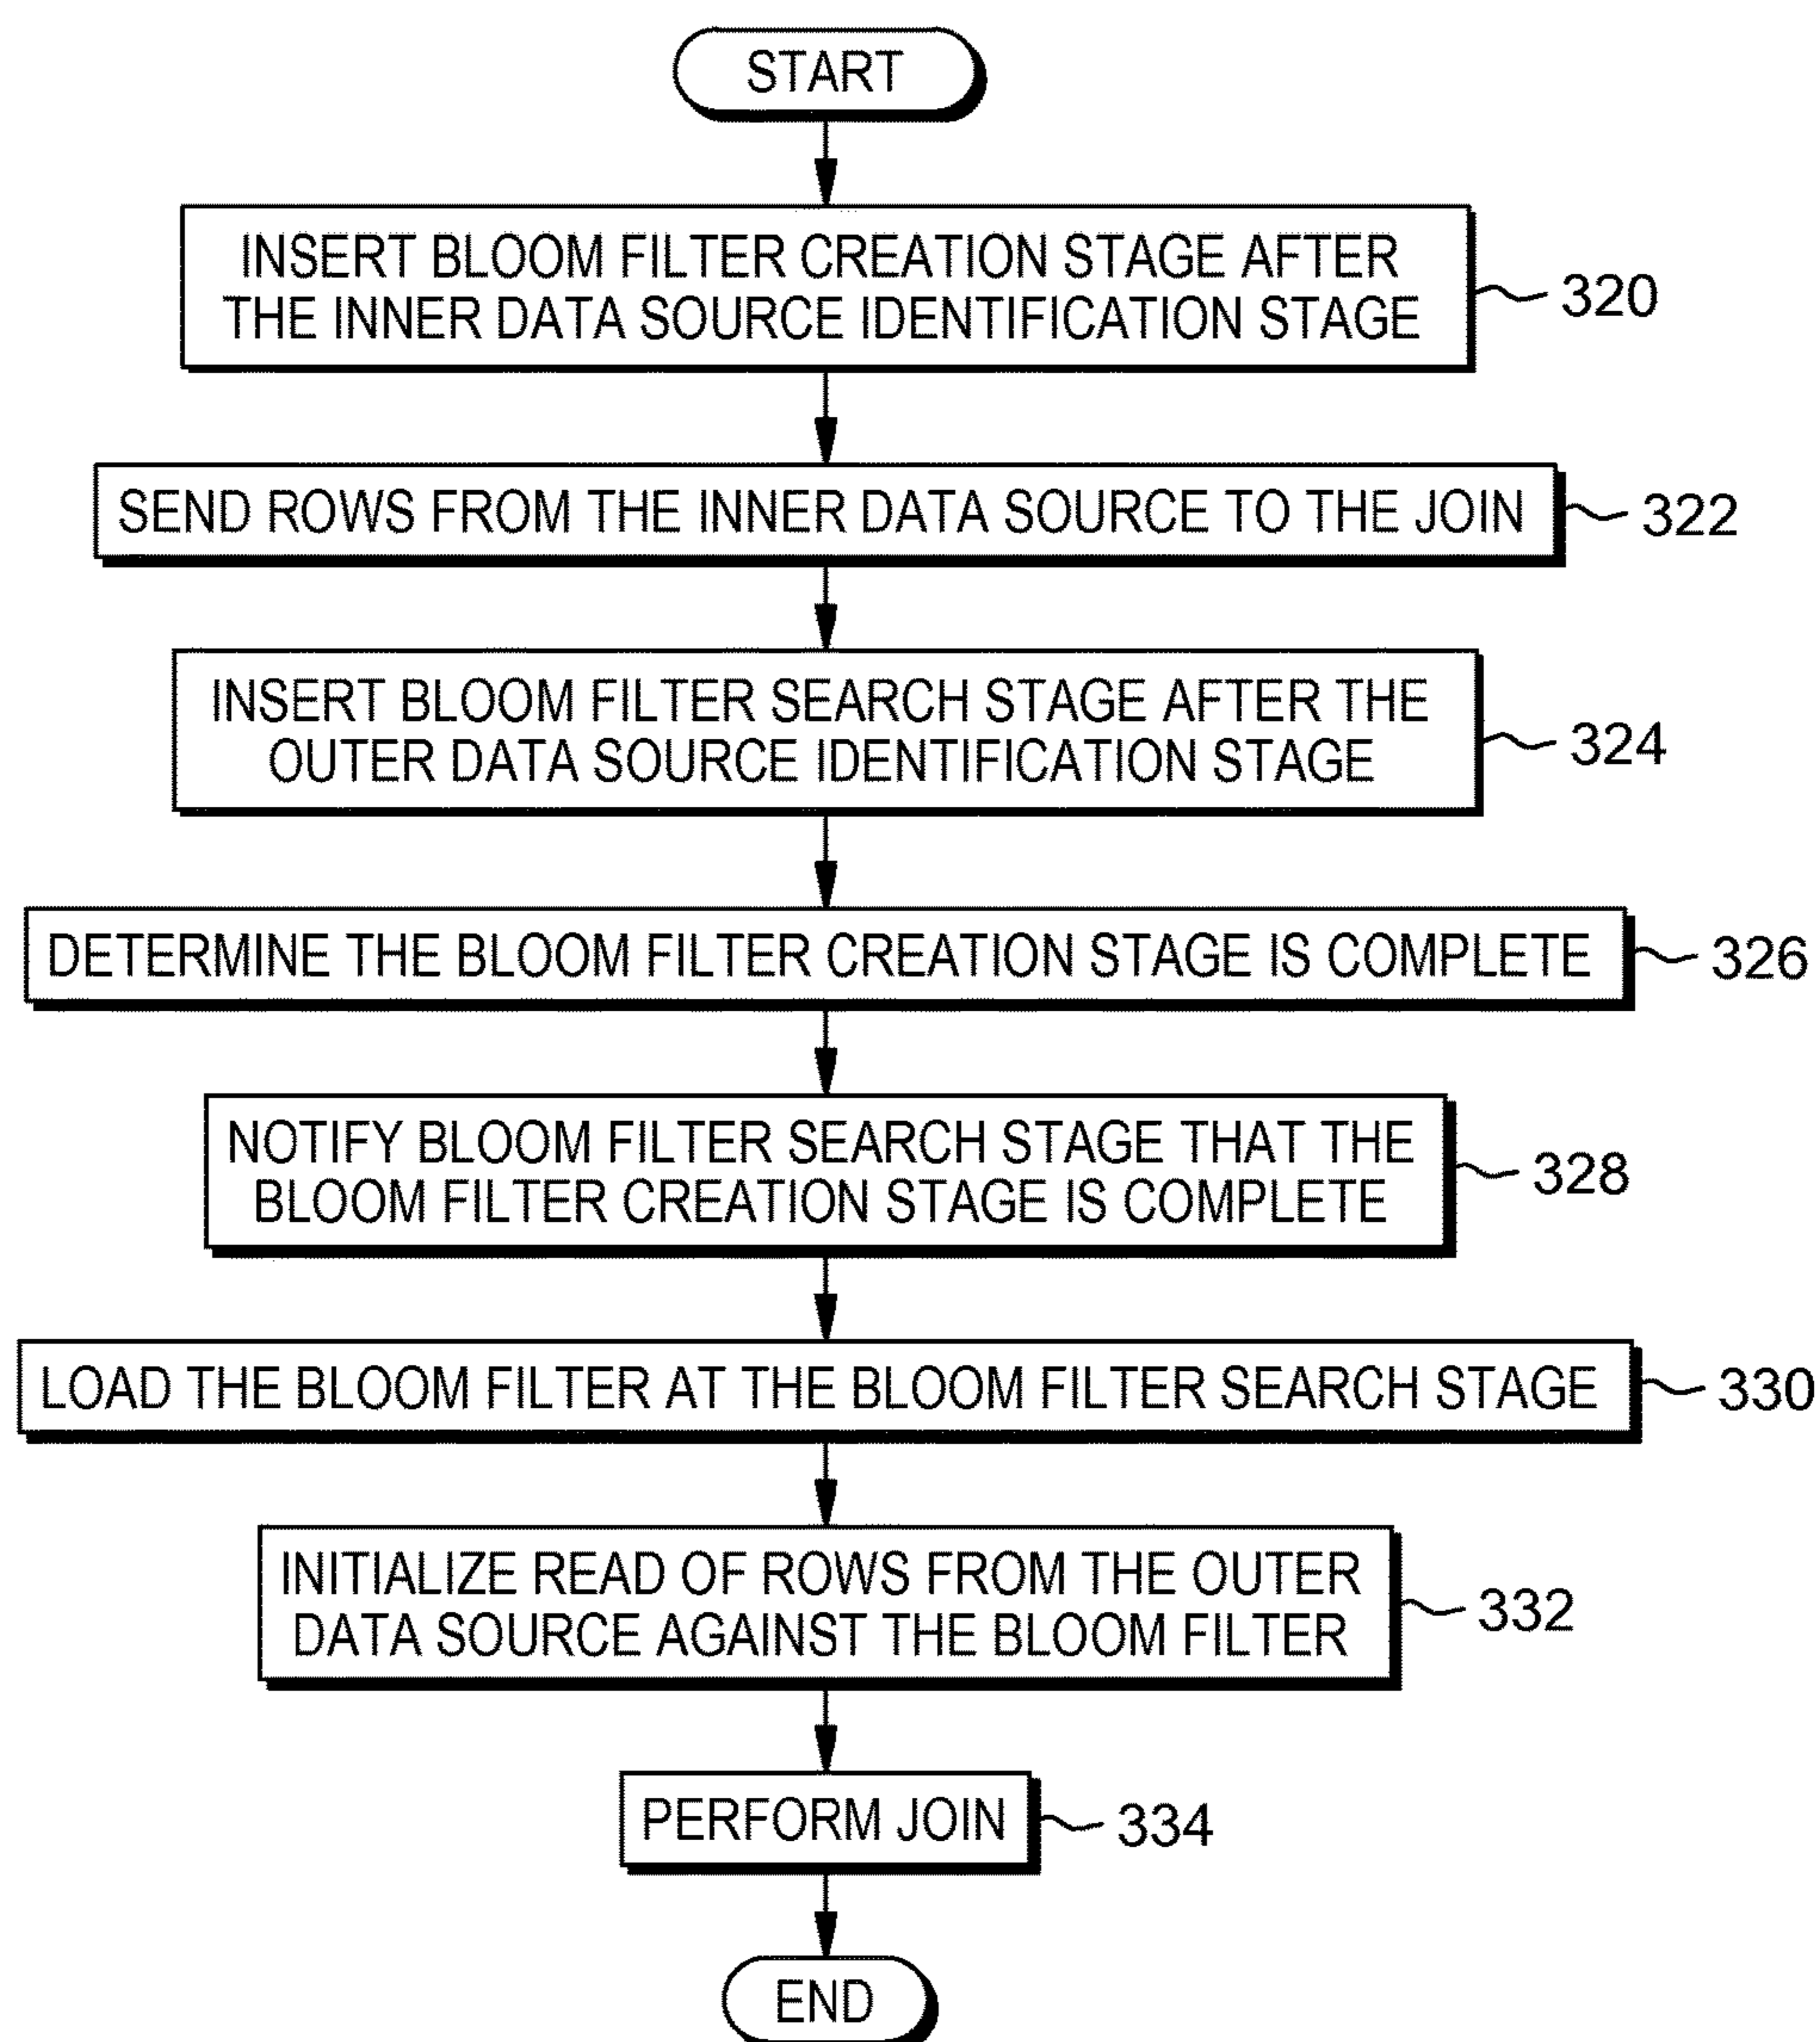 START
INSERT BLOOM FILTER CREATION STAGE AFTER
THE INNER DATA SOURCE IDENTIFICATION STAGE
320
SEND ROWS FROM THE INNER DATA SOURCE TO THE JOIN
322
INSERT BLOOM FILTER SEARCH STAGE AFTER THE
OUTER DATA SOURCE IDENTIFICATION STAGE
324
DETERMINE THE BLOOM FILTER CREATION STAGE IS COMPLETE
326
NOTIFY BLOOM FILTER SEARCH STAGE THAT THE
BLOOM FILTER CREATION STAGE IS COMPLETE
328
LOAD THE BLOOM FILTER AT THE BLOOM FILTER SEARCH STAGE
330
INITIALIZE READ OF ROWS FROM THE OUTER
DATA SOURCE AGAINST THE BLOOM FILTER
332
PERFORM JOIN
334
END